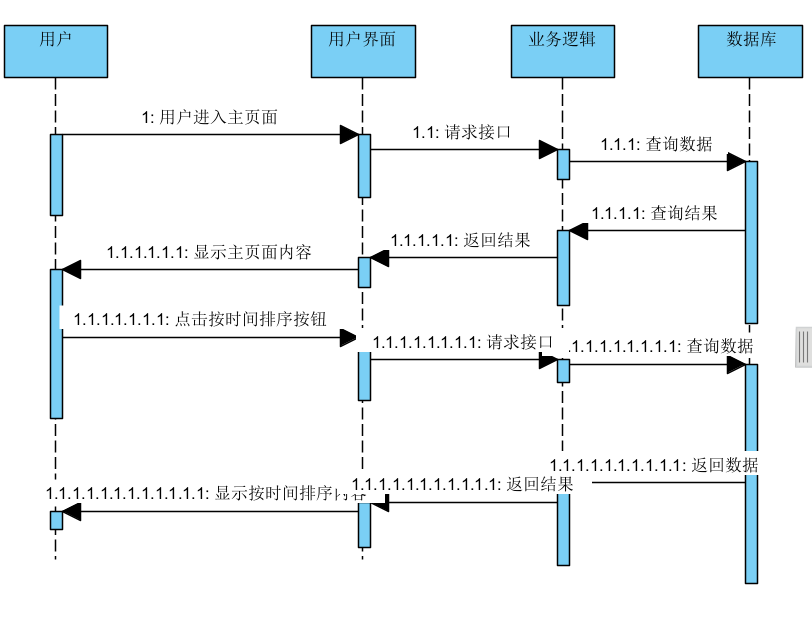 用户
用户界面
业务逻辑
数据库
1: 用户进入主页面
1.1: 请求接口
1.1.1: 查询数据
1.1.1.1: 查询结果
1.1.1.1.1: 返回结果
1.1.1.1.1.1: 显示主页面内容
1.1.1.1.1.1.1: 点击按时间排序按钮
1.1.1.1.1.1.1.1: 请求接口
.1.1.1.1.1.1.1.1: 查询数据
1.1.1.1.1.1.1.1.1.1: 返回数据
1.1.1.1.1.1.1.1.1.1.1: 返回结果
1.1.1.1.1.1.1.1.1.1.1.1: 显示按时间排序内容